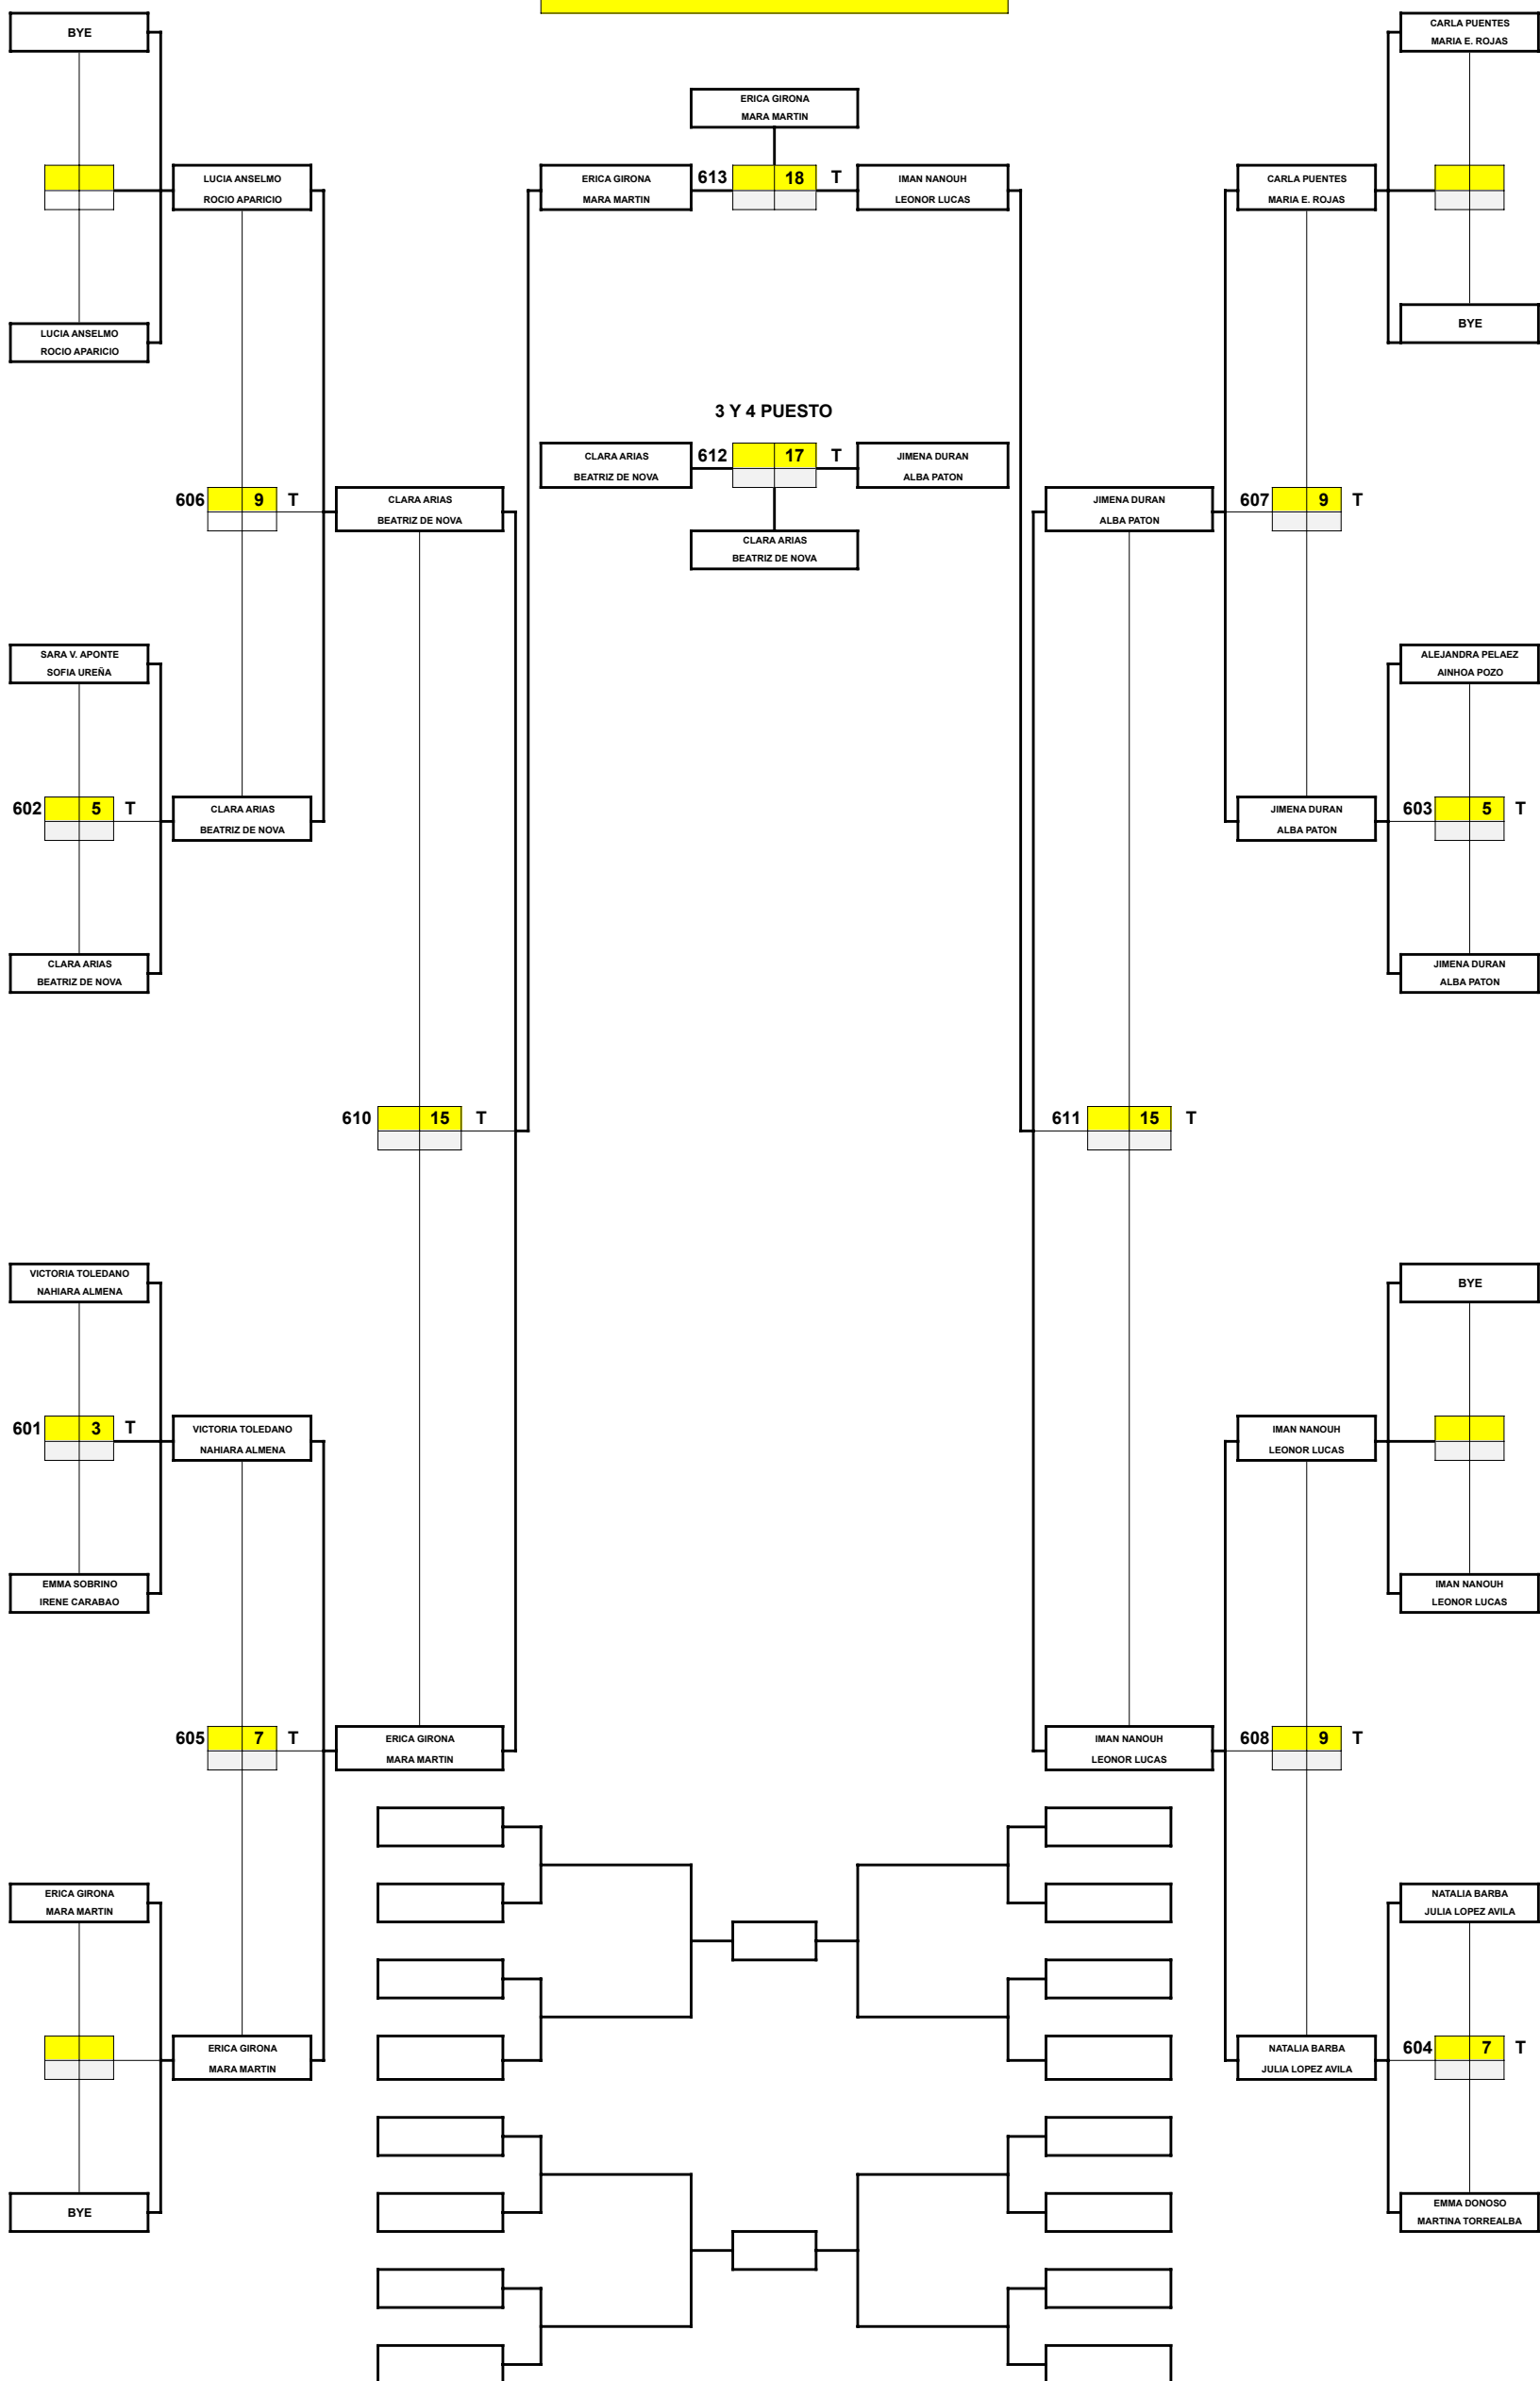 BYE
CARLA PUENTES
MARIA E. ROJAS
ERICA GIRONA
MARA MARTIN
LUCIA ANSELMO
ROCIO APARICIO
ERICA GIRONA
MARA MARTIN
613 18 T
IMAN NANOUH
LEONOR LUCAS
CARLA PUENTES
MARIA E. ROJAS
LUCIA ANSELMO
ROCIO APARICIO
BYE
3 Y 4 PUESTO
CLARA ARIAS
BEATRIZ DE NOVA
612 17 T
JIMENA DURAN
ALBA PATON
606 9 T
CLARA ARIAS
BEATRIZ DE NOVA
CLARA ARIAS
BEATRIZ DE NOVA
JIMENA DURAN
ALBA PATON
607 9 T
SARA V. APONTE
SOFIA UREÑA
ALEJANDRA PELAEZ
AINHOA POZO
602 5 T
CLARA ARIAS
BEATRIZ DE NOVA
JIMENA DURAN
ALBA PATON
603 5 T
CLARA ARIAS
BEATRIZ DE NOVA
JIMENA DURAN
ALBA PATON
610 15 T
611 15 T
VICTORIA TOLEDANO
NAHIARA ALMENA
BYE
601 3 T
VICTORIA TOLEDANO
NAHIARA ALMENA
IMAN NANOUH
LEONOR LUCAS
EMMA SOBRINO
IRENE CARABAO
IMAN NANOUH
LEONOR LUCAS
605 7 T
ERICA GIRONA
MARA MARTIN
IMAN NANOUH
LEONOR LUCAS
608 9 T
ERICA GIRONA
MARA MARTIN
NATALIA BARBA
JULIA LOPEZ AVILA
ERICA GIRONA
MARA MARTIN
NATALIA BARBA
JULIA LOPEZ AVILA
604 7 T
BYE
EMMA DONOSO
MARTINA TORREALBA